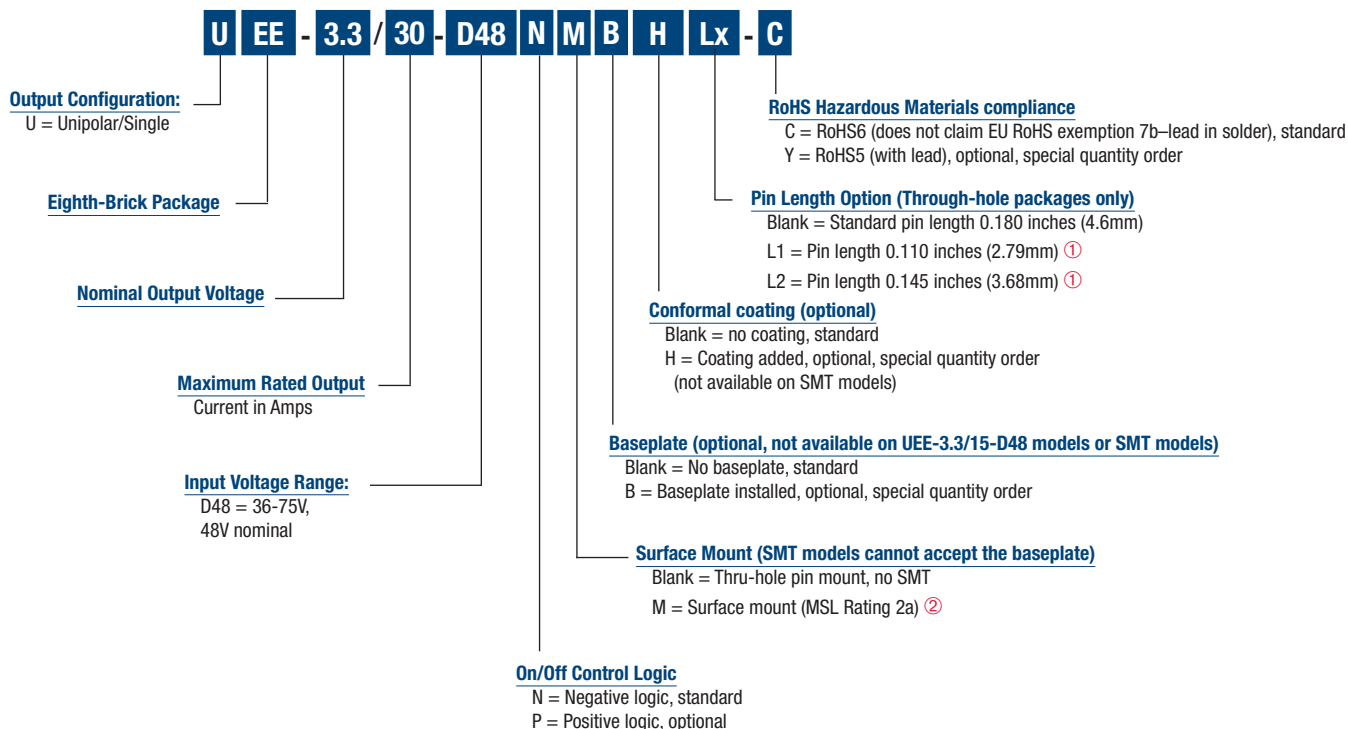 U EE - 3.3 / 30 - D48 N M B H Lx - C
Output Configuration:
U = Unipolar/Single
Eighth-Brick Package
Nominal Output Voltage
Maximum Rated Output
Current in Amps
Input Voltage Range:
D48 = 36-75V,
48V nominal
RoHS Hazardous Materials compliance
C = RoHS6 (does not claim EU RoHS exemption 7b–lead in solder), standard
Y = RoHS5 (with lead), optional, special quantity order
Pin Length Option (Through-hole packages only)
Blank = Standard pin length 0.180 inches (4.6mm)
L1 = Pin length 0.110 inches (2.79mm) ①
L2 = Pin length 0.145 inches (3.68mm) ①
Conformal coating (optional)
Blank = no coating, standard
H = Coating added, optional, special quantity order
(not available on SMT models)
Baseplate (optional, not available on UEE-3.3/15-D48 models or SMT models)
Blank = No baseplate, standard
B = Baseplate installed, optional, special quantity order
Surface Mount (SMT models cannot accept the baseplate)
Blank = Thru-hole pin mount, no SMT
M = Surface mount (MSL Rating 2a) ②
On/Off Control Logic
N = Negative logic, standard
P = Positive logic, optional